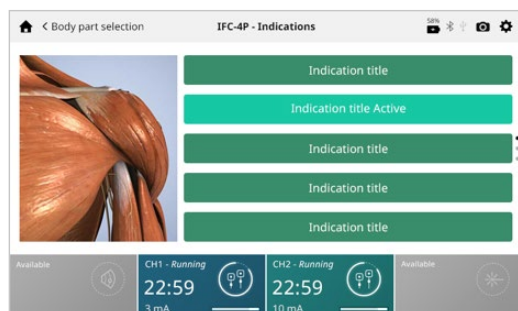 < Body part selection
IFC-4P - Indications
58%
Indication title
Indication title Active
Indication title
Indication title
Indication title
Available
CH1 - Running
22:59
3 mA
CH2 - Running
22:59
10 mA
Available